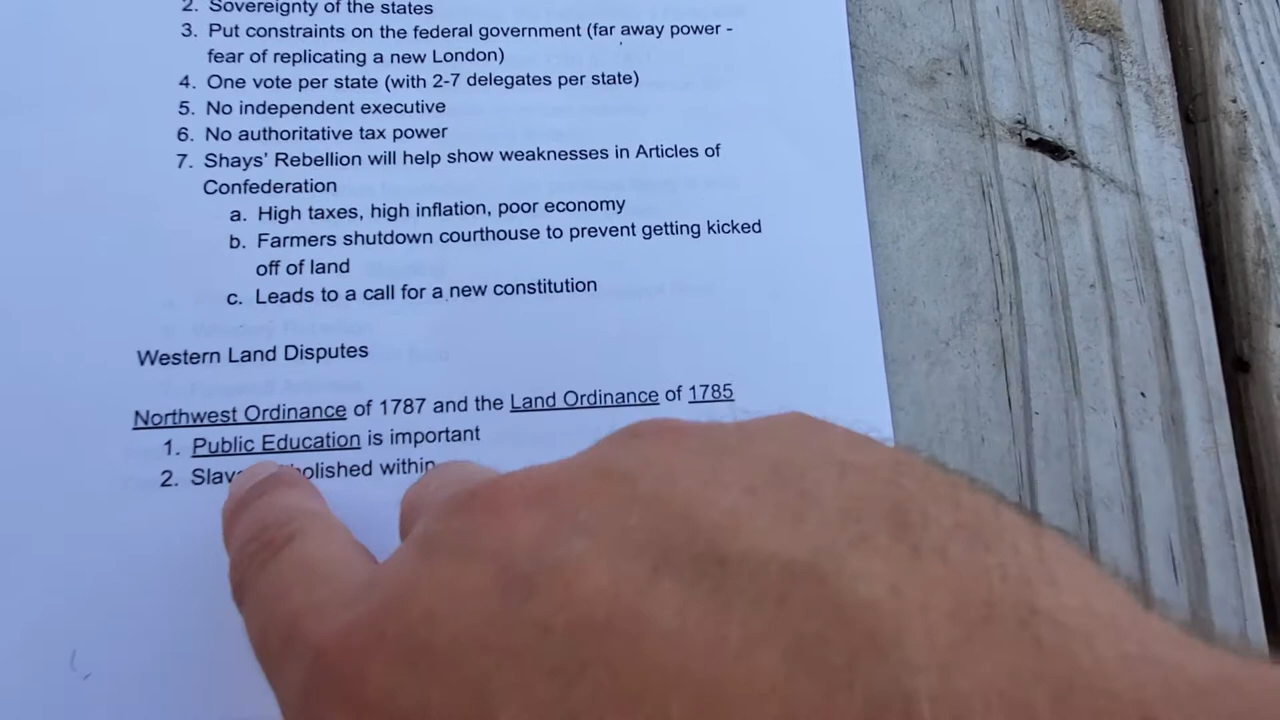 2. Sovereignty of the states
3. Put constraints on the federal government (far away power -
fear of replicating a new London)
4. One vote per state (with 2-7 delegates per state)
5. No independent executive
6. No authoritative tax power
7. Shays' Rebellion will help show weaknesses in Articles of
Confederation
a. High taxes, high inflation, poor economy
b. Farmers shutdown courthouse to prevent getting kicked
off of land
c. Leads to a call for a new constitution
Western Land Disputes
Northwest Ordinance of 1787 and the Land Ordinance of 1785
1. Public Education is important
2. within